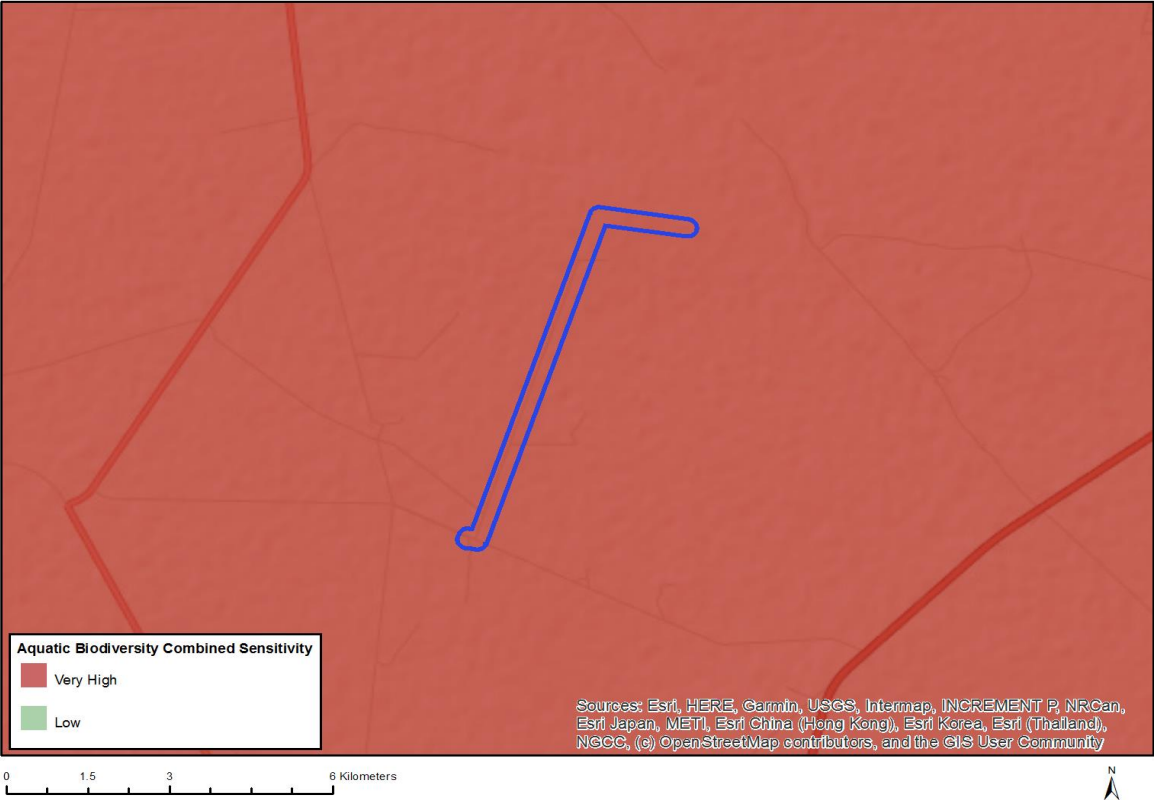 Aquatic Biodiversity Combined Sensitivity
Very High
Low
Sources: Esri, HERE, Garmin, USGS, Intermap, INCREMENT P, NRCan,
Esri Japan, METI, Esri China (Hong Kong), Esri Korea, Esri (Thailand),
NGCC, (c) OpenStreetMap contributors, and the GIS User Community
0 1.5 3 6 Kilometers
N